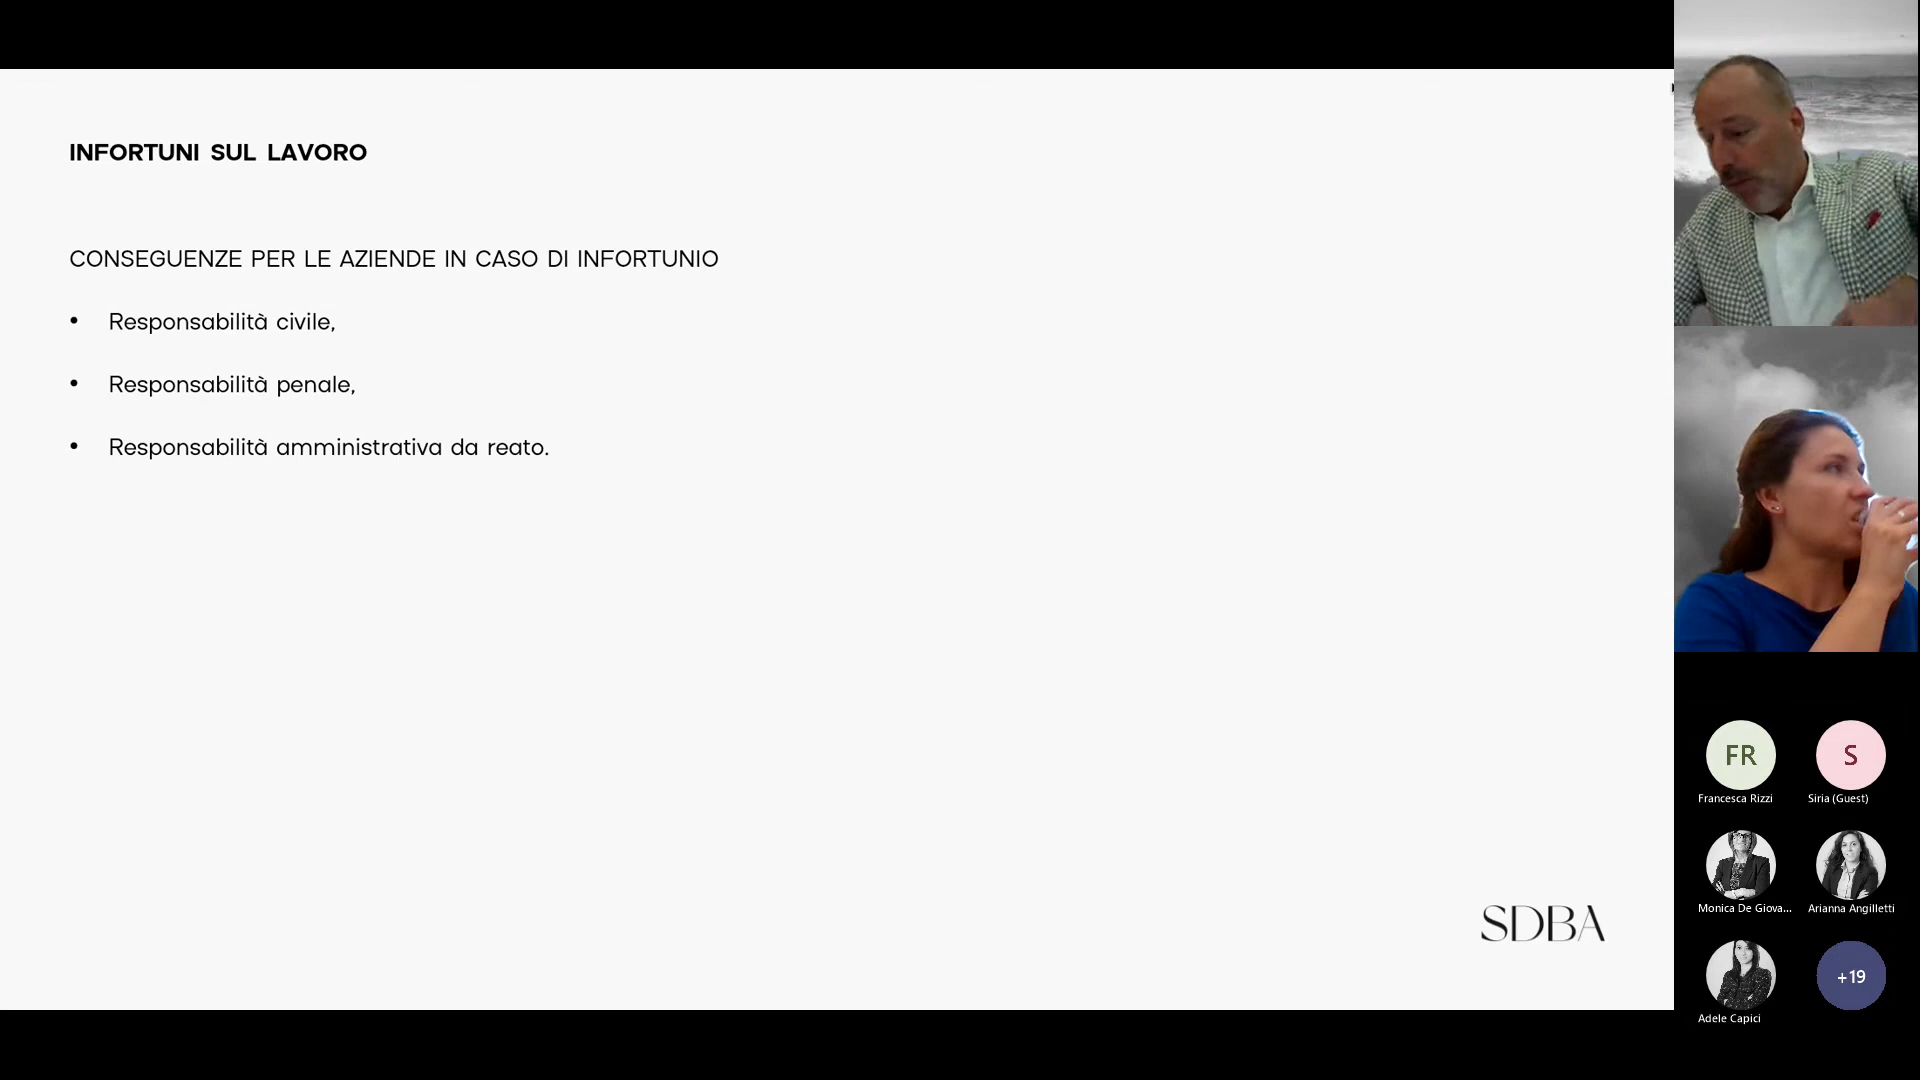 INFORTUNI SUL LAVORO
CONSEGUENZE PER LE AZIENDE IN CASO DI INFORTUNIO
• Responsabilità civile,
• Responsabilità penale,
• Responsabilità amministrativa da reato.
SDBA
FR
S
Francesca Rizzi
Siria (Guest)
Monica De Giova...
Arianna Angilletti
+19
Adele Capici